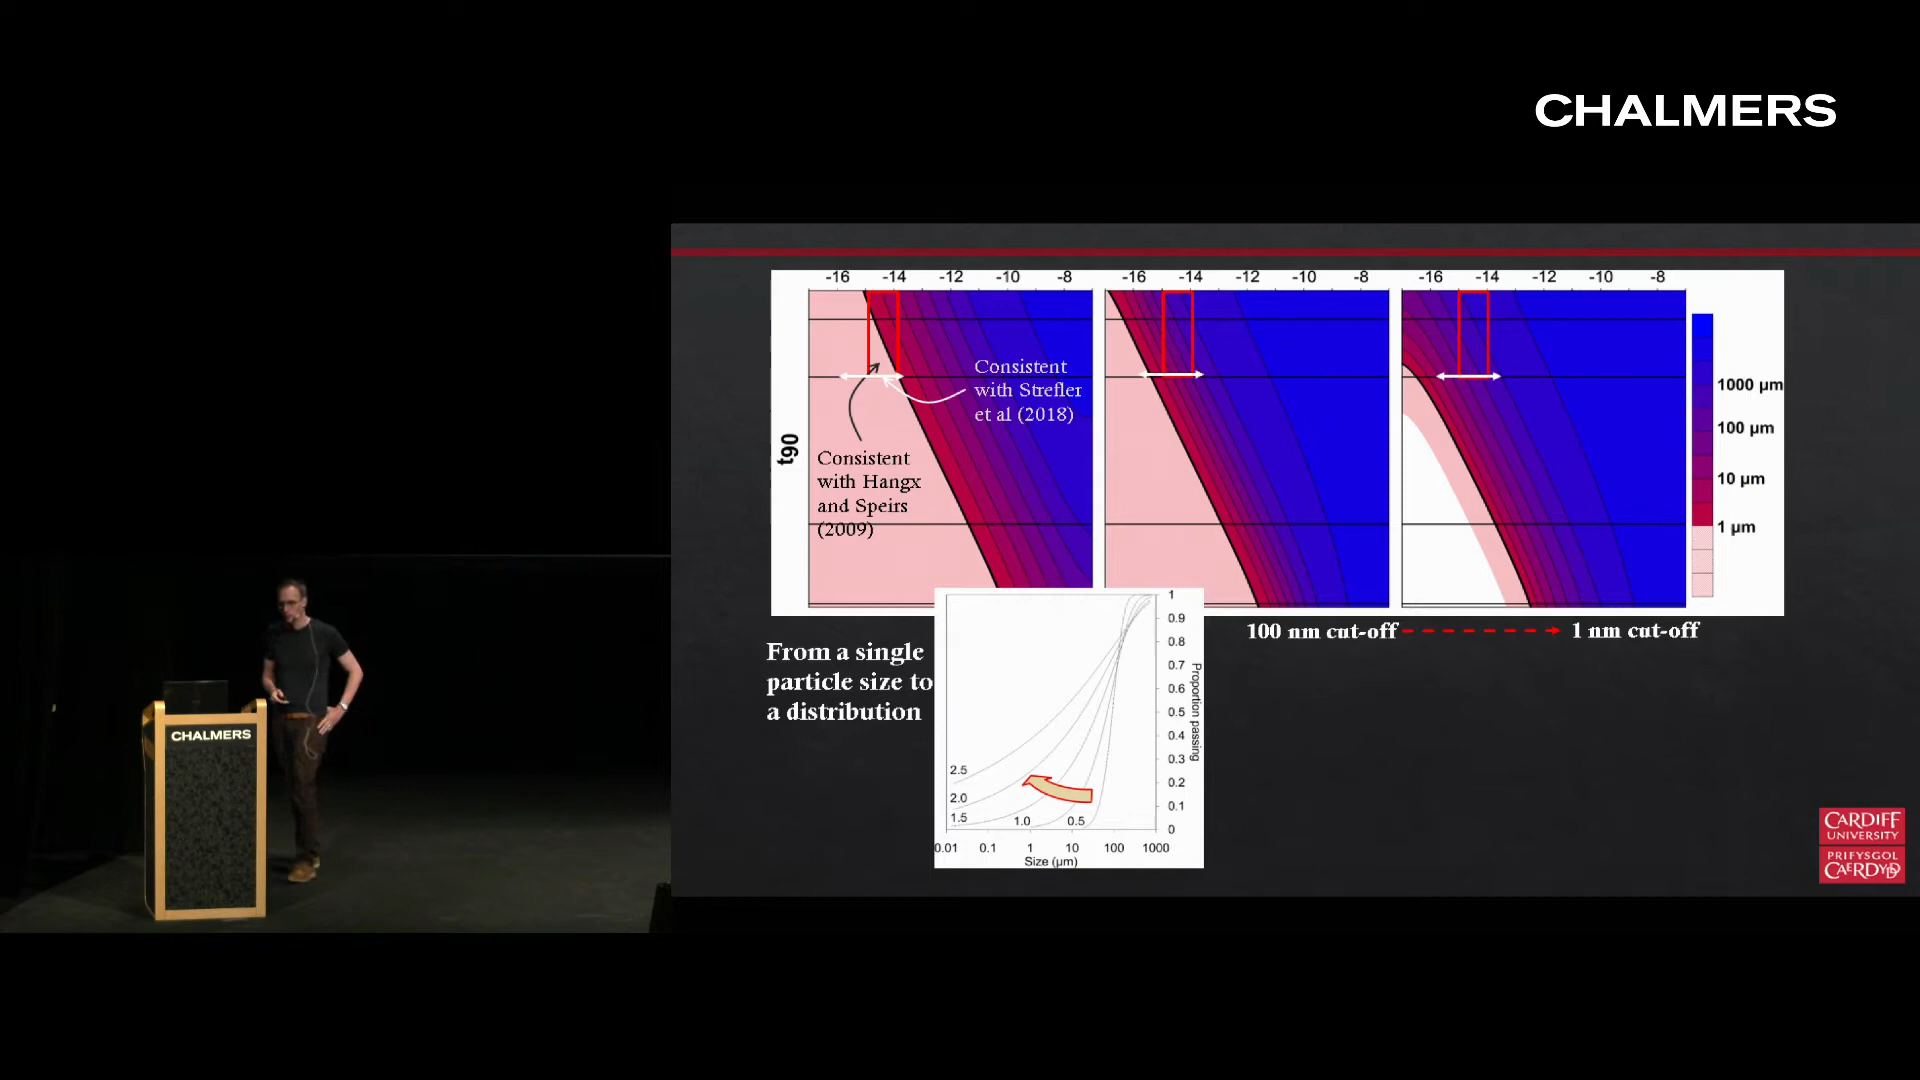 CHALMERS
-16 -14 -12 -10 -8
-16 -14 -12 -10 -8
-16 -14 -12 -10 -8
t90
Consistent
with Strefler
et al (2018)
Consistent
with Hangx
and Speirs
(2009)
1000 µm
100 µm
10 µm
1 µm
100 nm cut-off
1 nm cut-off
From a single
particle size to
a distribution
1
0.9
0.8
0.7
0.6
0.5
0.4
0.3
0.2
0.1
0
Proportion passing
2.5
2.0
1.5
1.0
0.5
0.01 0.1 1 10 100 1000
Size (µm)
CHALMERS
CARDIFF
UNIVERSITY
PRIFYSGOL
CAERDYDD